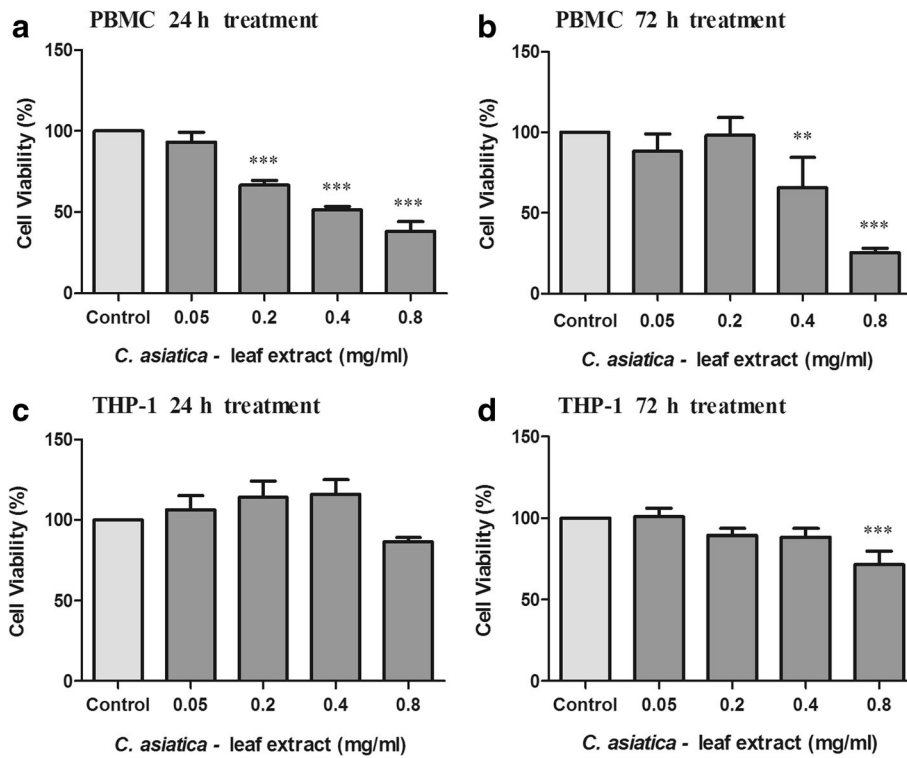 a PBMC 24 h treatment
150
100
50
0
Cell Viability (%)
***
***
***
Control 0.05 0.2 0.4 0.8
C. asiatica - leaf extract (mg/ml)
b PBMC 72 h treatment
150
100
50
0
Cell Viability (%)
**
***
Control 0.05 0.2 0.4 0.8
C. asiatica - leaf extract (mg/ml)
c THP-1 24 h treatment
150
100
50
0
Cell Viability (%)
Control 0.05 0.2 0.4 0.8
C. asiatica - leaf extract (mg/ml)
d THP-1 72 h treatment
150
100
50
0
Cell Viability (%)
***
Control 0.05 0.2 0.4 0.8
C. asiatica - leaf extract (mg/ml)